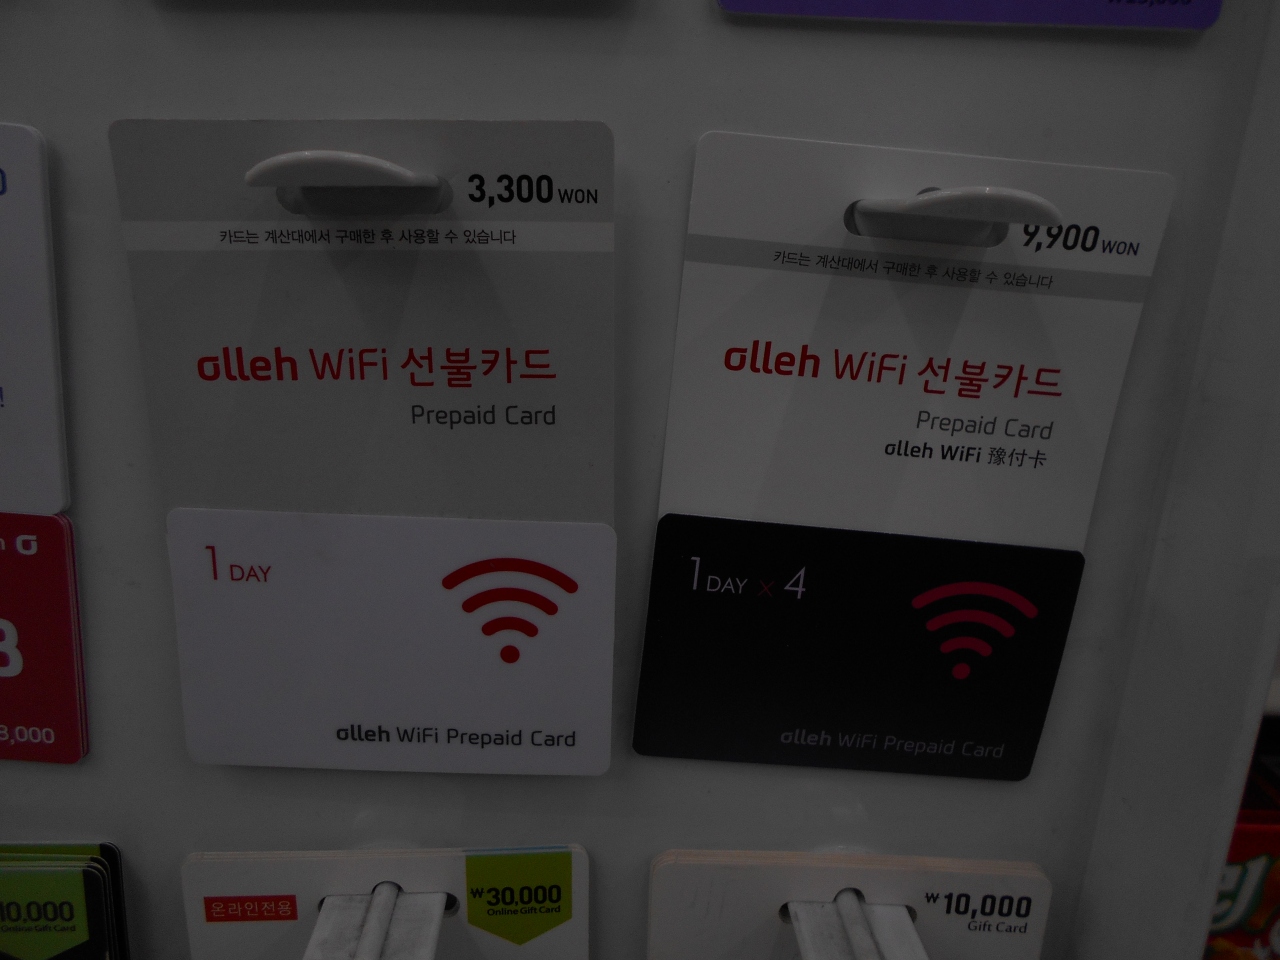 3,300 WON
카드는 계산대에서 구매한 후 사용할 수 있습니다
olleh WiFi 선불카드
Prepaid Card
1 DAY
olleh WiFi Prepaid Card
9,900 WON
카드는 계산대에서 구매한 후 사용할 수 있습니다
olleh WiFi 선불카드
Prepaid Card
olleh WiFi 豫付卡
1 DAY × 4
olleh WiFi Prepaid Card
10,000
Online Gift Card
온라인전용
₩30,000
Online Gift Card
₩10,000
Gift Card